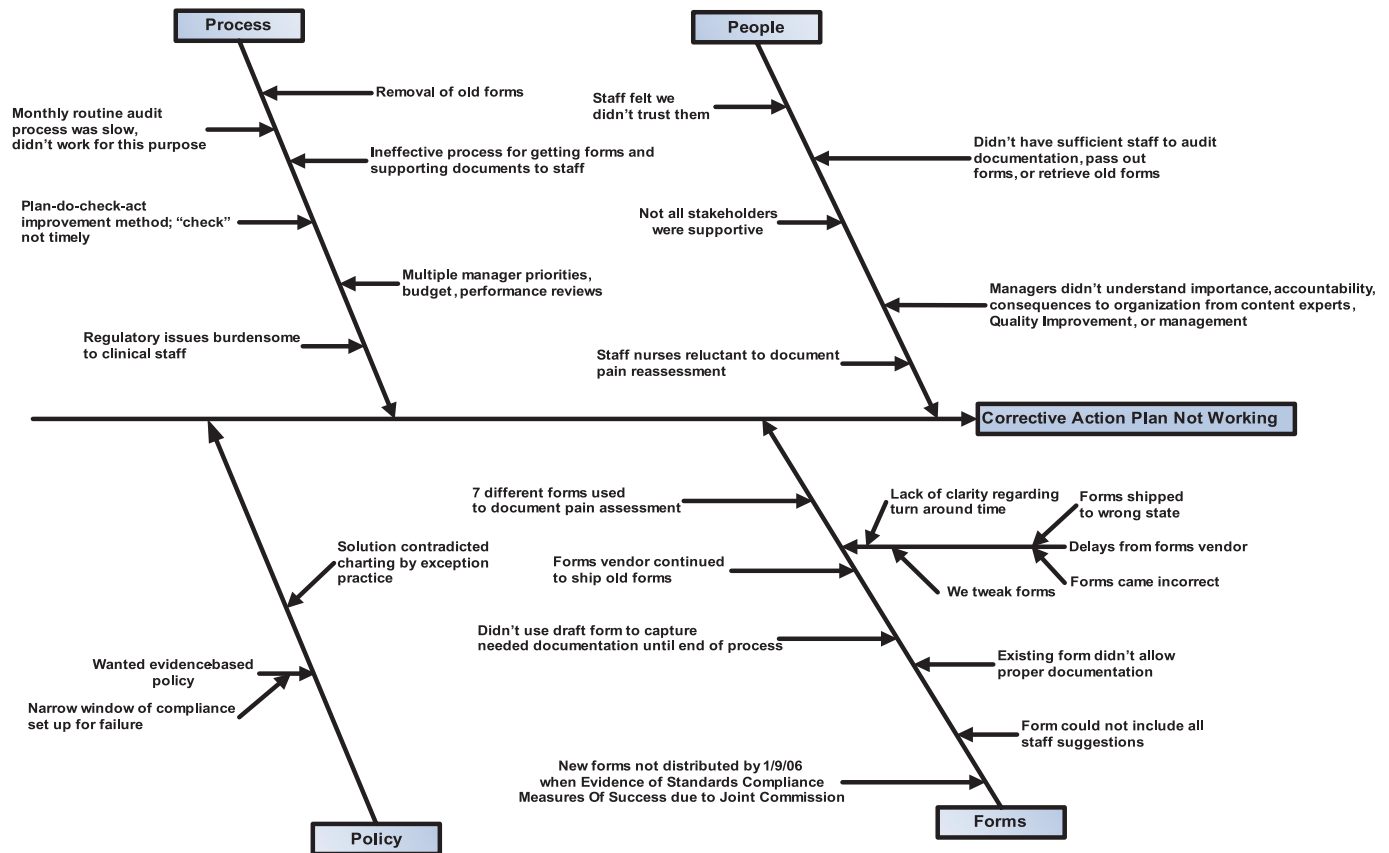 Process
People
Removal of old forms
Monthly routine audit
process was slow,
didn't work for this purpose
Ineffective process for getting forms and
supporting documents to staff
Plan-do-check-act
improvement method; "check"
not timely
Multiple manager priorities,
budget, performance reviews
Regulatory issues burdensome
to clinical staff
Staff felt we
didn't trust them
Didn't have sufficient staff to audit
documentation, pass out
forms, or retrieve old forms
Not all stakeholders
were supportive
Managers didn't understand importance, accountability,
consequences to organization from content experts,
Quality Improvement, or management
Staff nurses reluctant to document
pain reassessment
Corrective Action Plan Not Working
Solution contradicted
charting by exception
practice
Wanted evidence-based
policy
Narrow window of compliance
set up for failure
Policy
7 different forms used
to document pain assessment
Lack of clarity regarding
turn around time
Forms shipped
to wrong state
Delays from forms vendor
Forms came incorrect
We tweak forms
Forms vendor continued
to ship old forms
Didn't use draft form to capture
needed documentation until end of process
Existing form didn't allow
proper documentation
Form could not include all
staff suggestions
New forms not distributed by 1/9/06
when Evidence of Standards Compliance
Measures Of Success due to Joint Commission
Forms